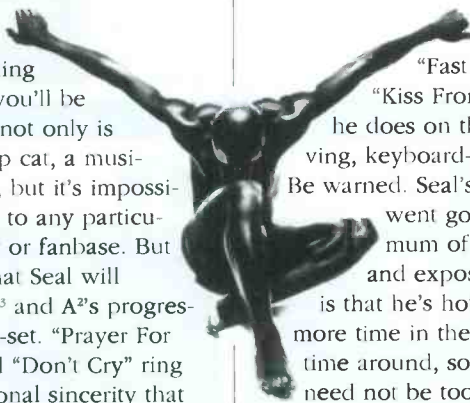 ing
you'll be
not only is
p cat, a musi-
, but it's impossi-
to any particu-
or fanbase. But
hat Seal will
³ and A²'s progres-
-set. "Prayer For
d "Don't Cry" ring
onal sincerity that
"Fast
"Kiss From
he does on th
ving, keyboard-
Be warned. Seal's
went go
mum of
and expos
is that he's ho
more time in the
time around, so
need not be too